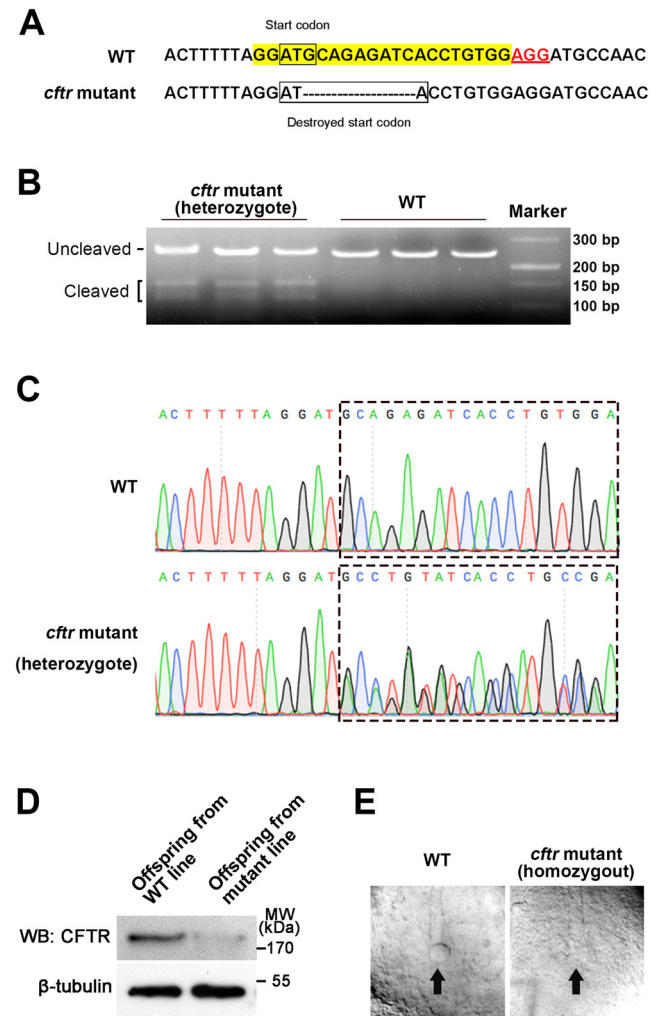 A
Start codon
WT ACTTTTTAGGATGCAGAGATCACCTGTGGAGGATGCCAAC
cftr mutant ACTTTTTAGGAT--------------------ACCTGTGGAGGATGCCAAC
Destroyed start codon
B
cftr mutant
(heterozygote)
WT
Marker
Uncleaved
Cleaved
300 bp
200 bp
150 bp
100 bp
C
ACTTTTTAGGATGCAGAGATCACCTGTGGA
WT
ACTTTTTAGGATGCCTGTATCACCTGCCGA
cftr mutant
(heterozygote)
D
Offspring from
WT line
Offspring from
mutant line
MW
(kDa)
WB: CFTR
170
β-tubulin
55
E
WT
cftr mutant
(homozygout)